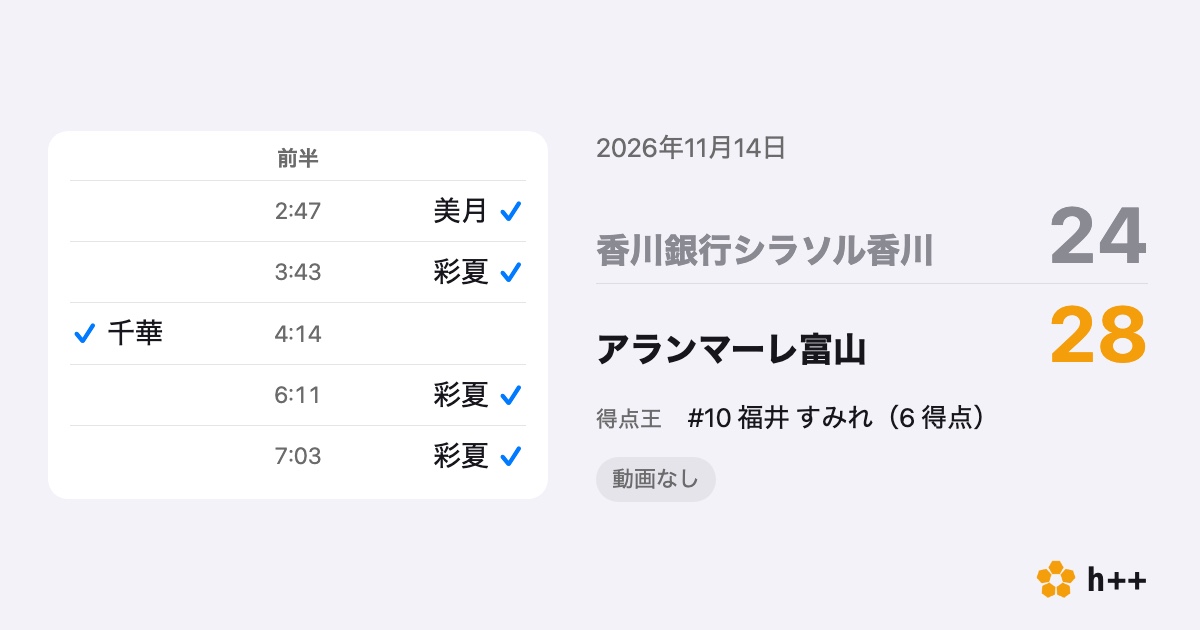 前半
2:47 美月
3:43 彩夏
千華 4:14
6:11 彩夏
7:03 彩夏
2026年11月14日
香川銀行シラソル香川 24
アランマーレ富山 28
得点王 #10 福井 すみれ（6 得点）
動画なし
h++